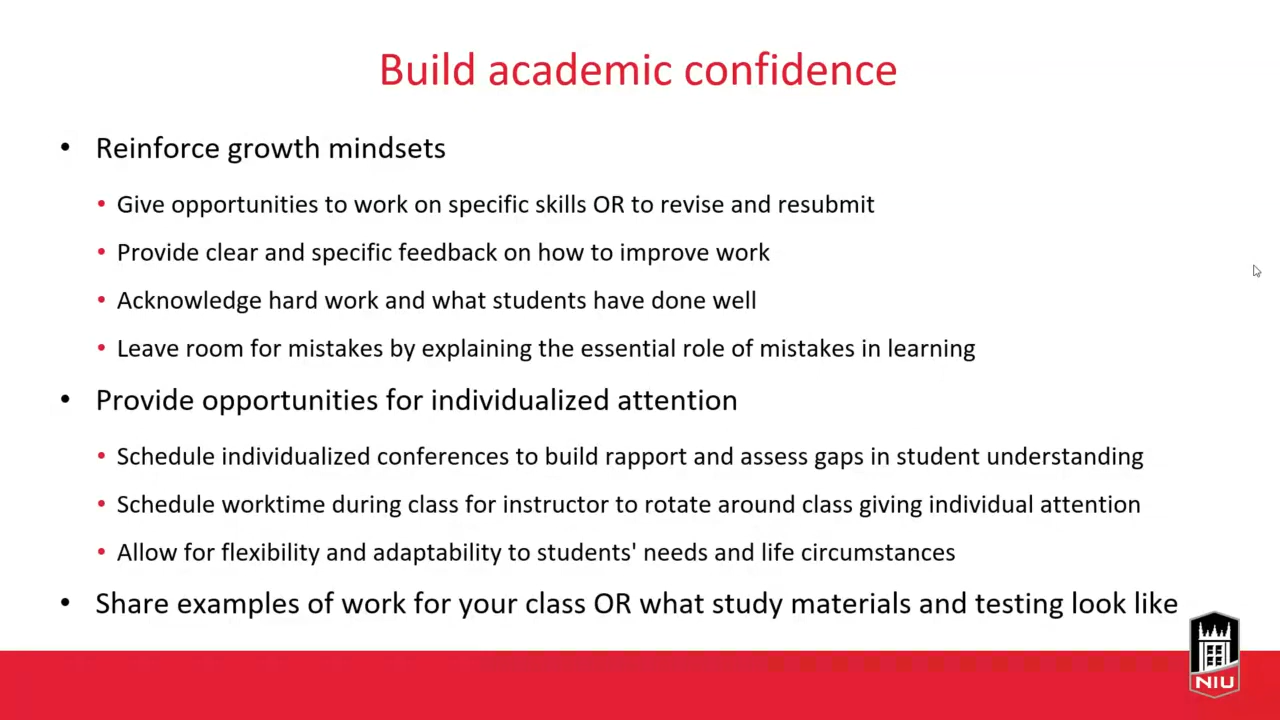 Build academic confidence
• Reinforce growth mindsets
• Give opportunities to work on specific skills OR to revise and resubmit
• Provide clear and specific feedback on how to improve work
• Acknowledge hard work and what students have done well
• Leave room for mistakes by explaining the essential role of mistakes in learning
• Provide opportunities for individualized attention
• Schedule individualized conferences to build rapport and assess gaps in student understanding
• Schedule worktime during class for instructor to rotate around class giving individual attention
• Allow for flexibility and adaptability to students' needs and life circumstances
• Share examples of work for your class OR what study materials and testing look like
NIU